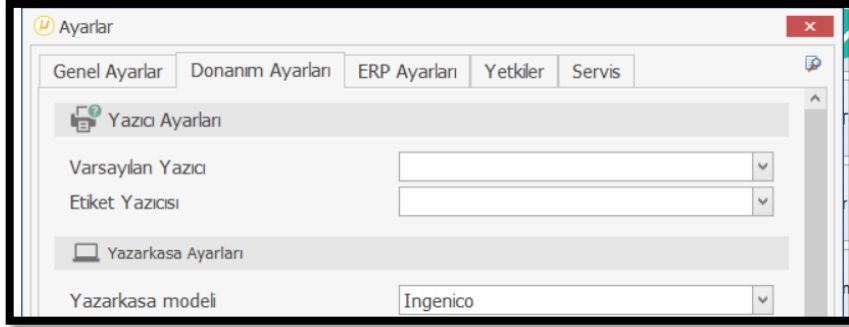 Ayarlar
Genel Ayarlar Donanım Ayarları ERP Ayarları Yetkiler Servis
Yazıcı Ayarları
Varsayılan Yazıcı
Etiket Yazıcısı
Yazarkasa Ayarları
Yazarkasa modeli Ingenico